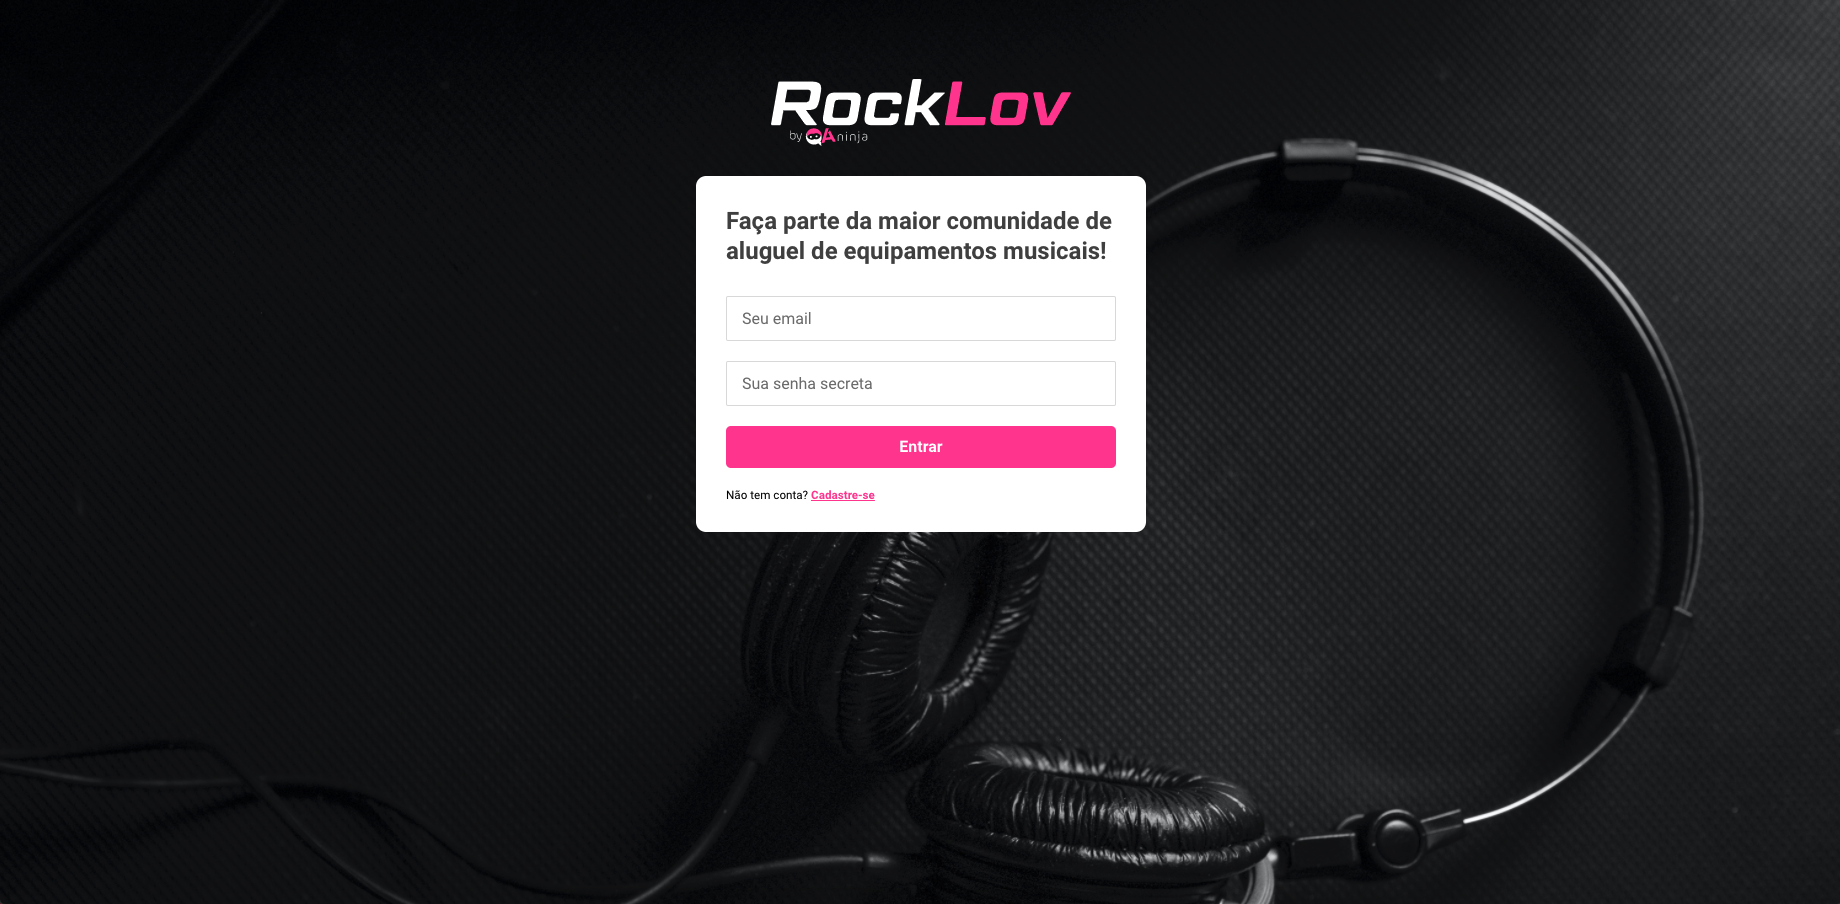 RockLov
by QAninja
Faça parte da maior comunidade de
aluguel de equipamentos musicais!
Seu email
Sua senha secreta
Entrar
Não tem conta? Cadastre-se